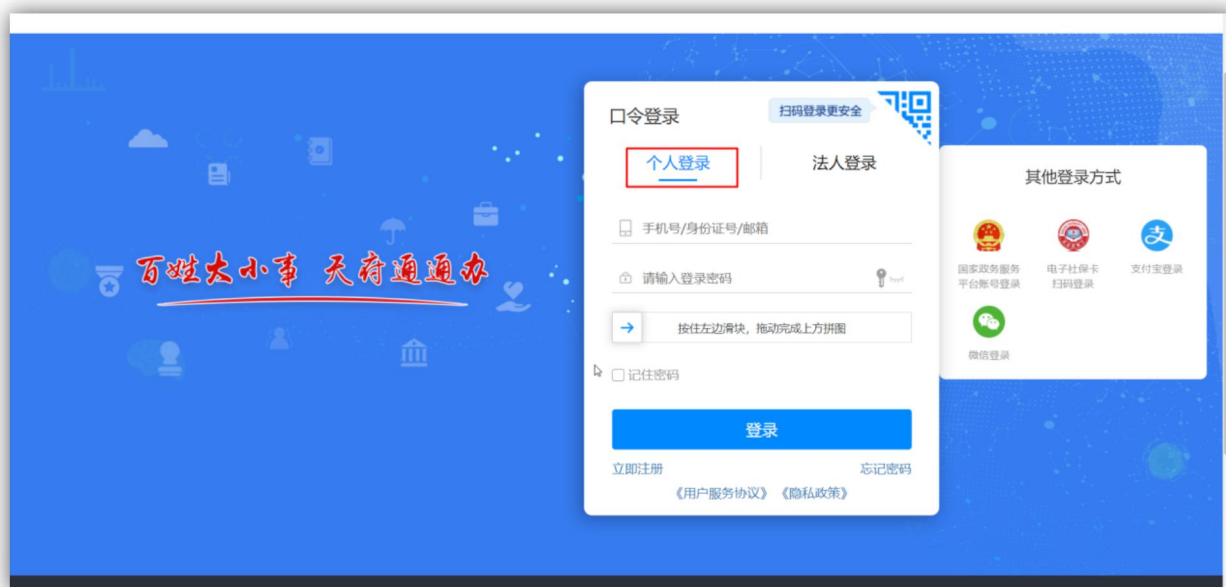 口令登录
扫码登录更安全
个人登录
法人登录
手机号/身份证号/邮箱
请输入登录密码
按住左边滑块，拖动完成上方拼图
记住密码
登录
立即注册
忘记密码
《用户服务协议》 《隐私政策》
百姓大小事 天府通通办
其他登录方式
国家政务服务
平台账号登录
电子社保卡
扫码登录
支付宝登录
微信登录